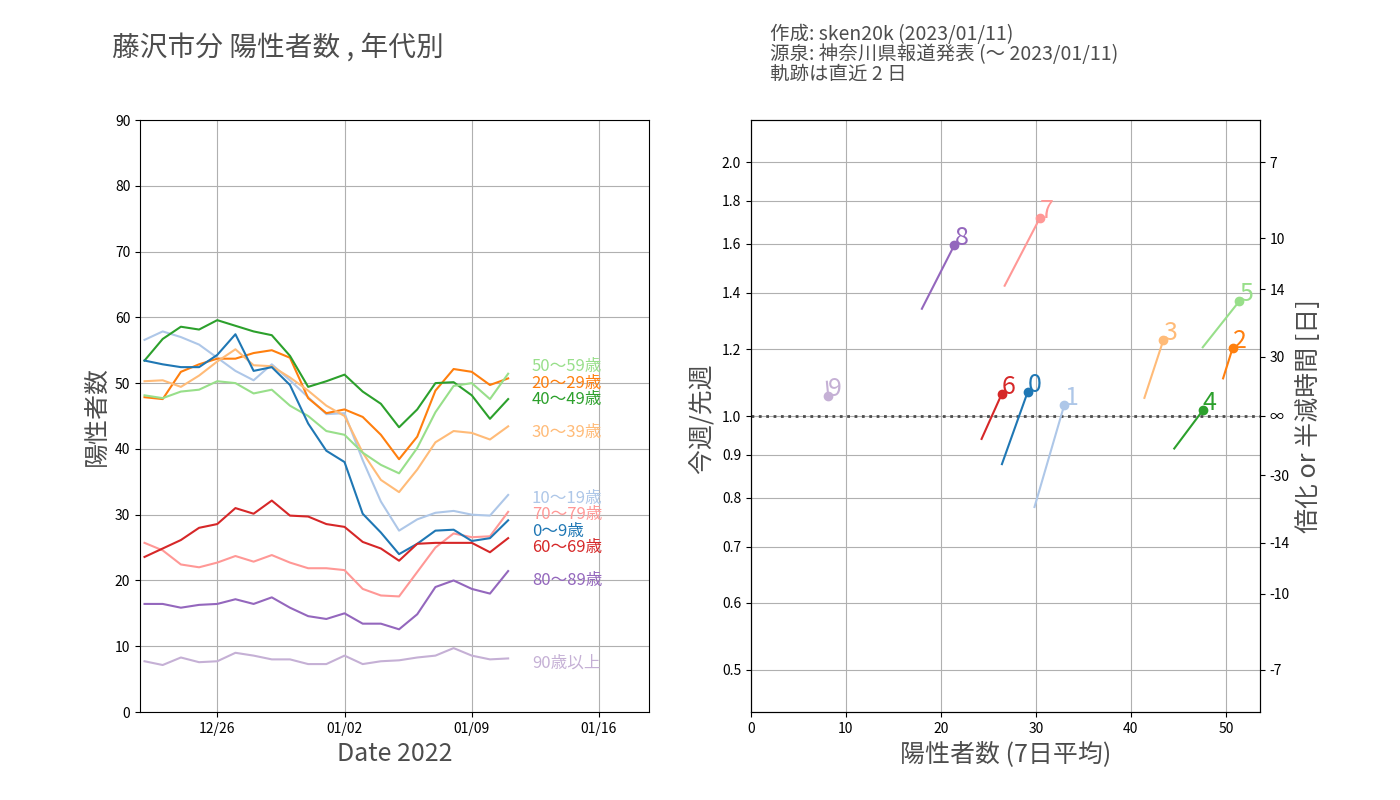 藤沢市分 陽性者数 , 年代別
作成: sken20k (2023/01/11)
源泉: 神奈川県報道発表 (〜 2023/01/11)
軌跡は直近 2 日
陽性者数
90
80
70
60
50
40
30
20
10
0
12/26
01/02
01/09
01/16
Date 2022
50〜59歳
20〜29歳
40〜49歳
30〜39歳
10〜19歳
70〜79歳
0〜9歳
60〜69歳
80〜89歳
90歳以上
今週/先週
2.0
1.8
1.6
1.4
1.2
1.0
0.9
0.8
0.7
0.6
0.5
0
10
20
30
40
50
陽性者数 (7日平均)
7
8
5
3
2
9
6
0
1
4
7
10
14
30
∞
-30
-14
-10
-7
倍化 or 半減時間 [日]